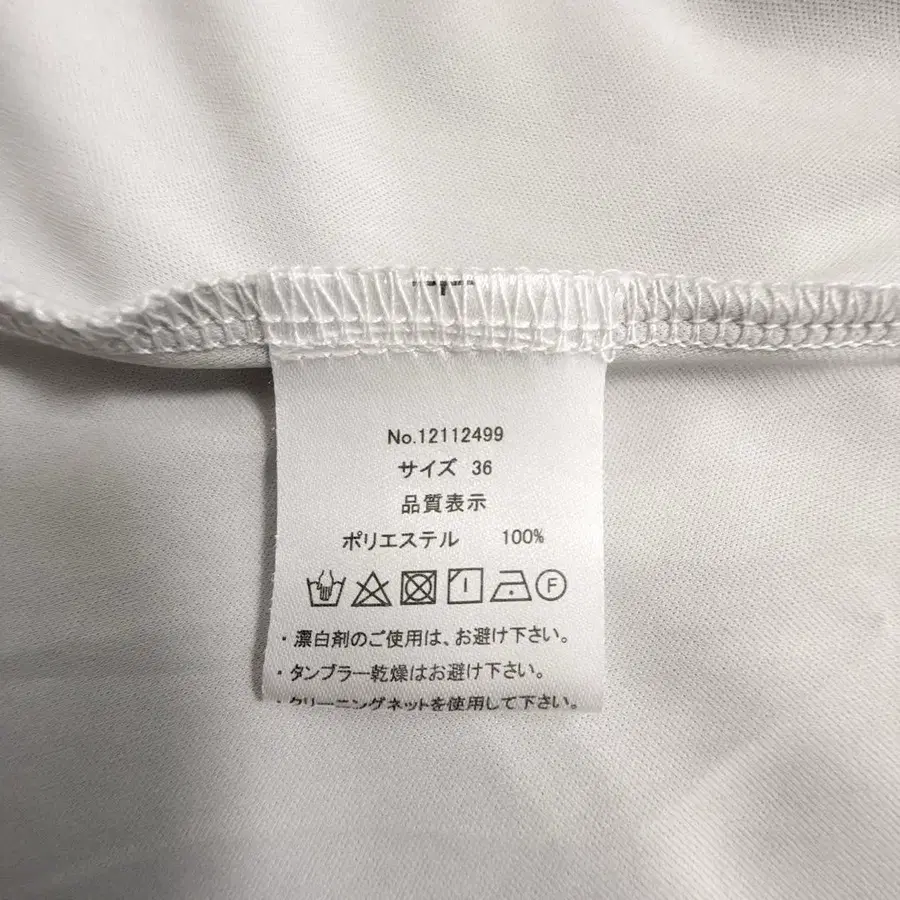 No.12112499
サイズ 36
品質表示
ポリエステル 100%
F
・漂白剤のご使用は、お避け下さい。
・タンブラー乾燥はお避け下さい。
・クリーニングネットを使用して下さい。